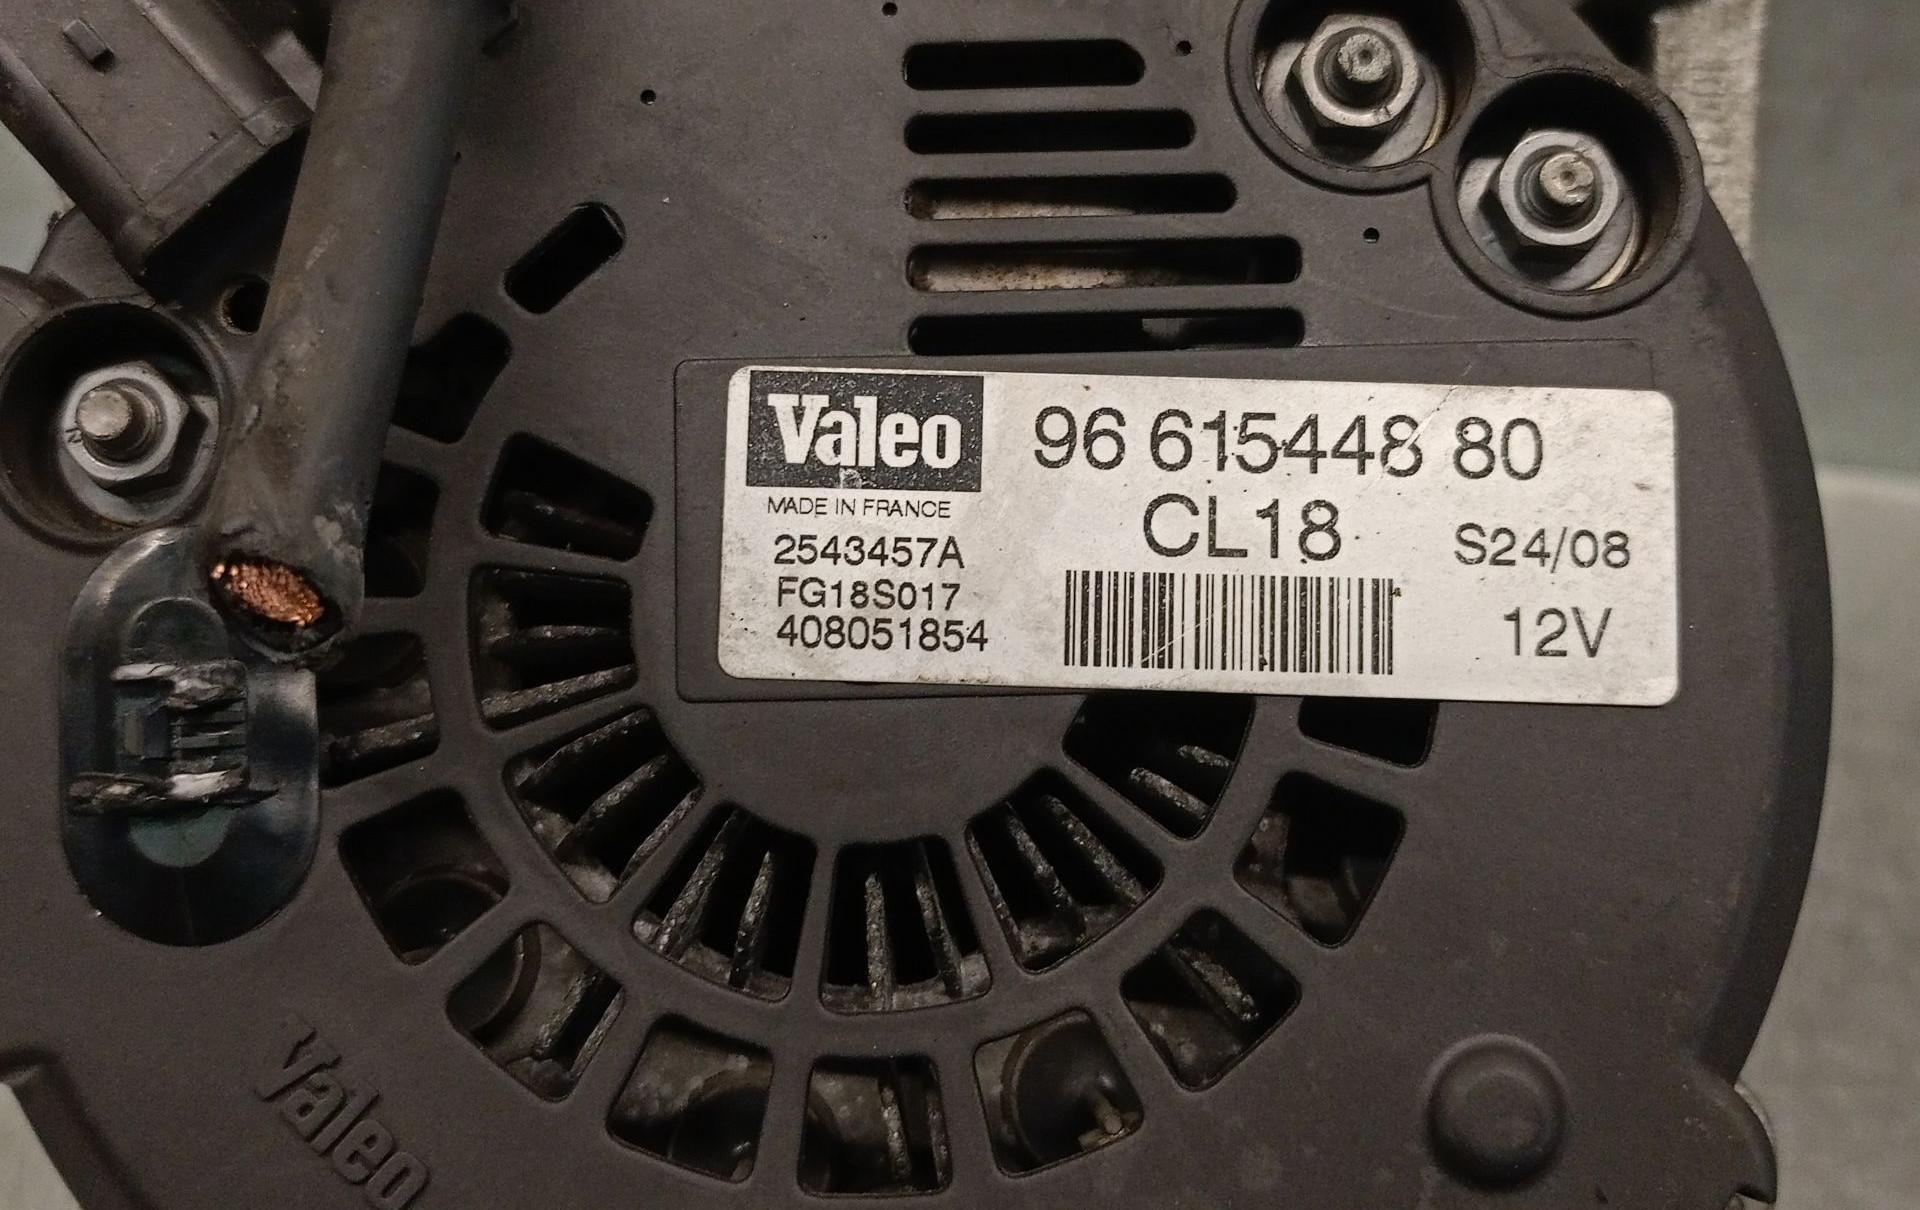 Valeo
96 615448 80
MADE IN FRANCE
CL18
S24/08
2543457A
FG18S017
408051854
12V
Valeo